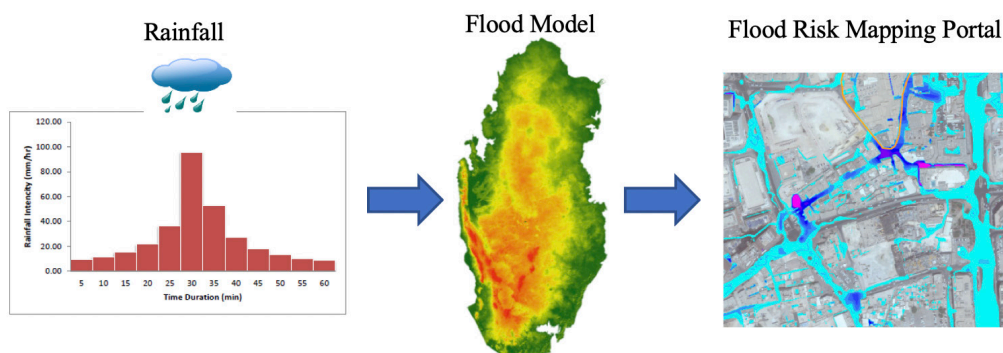 Rainfall
Flood Model
Flood Risk Mapping Portal
Rainfall Intencity (mm/hr)
120.00
100.00
80.00
60.00
40.00
20.00
0.00
5 10 15 20 25 30 35 40 45 50 55 60
Time Duration (min)